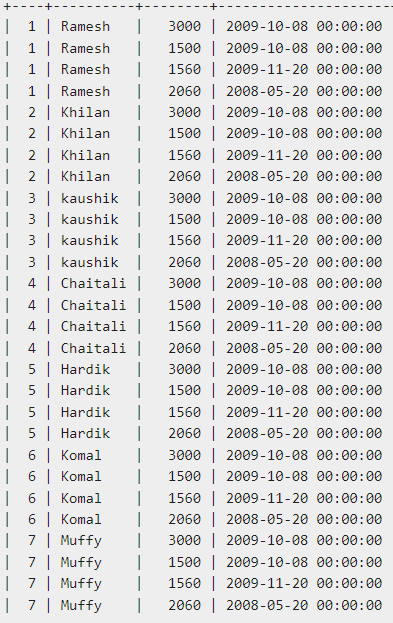 +----+----------+--------+---------------------
|  1 | Ramesh   |   3000 | 2009-10-08 00:00:00
|  1 | Ramesh   |   1500 | 2009-10-08 00:00:00
|  1 | Ramesh   |   1560 | 2009-11-20 00:00:00
|  1 | Ramesh   |   2060 | 2008-05-20 00:00:00
|  2 | Khilan   |   3000 | 2009-10-08 00:00:00
|  2 | Khilan   |   1500 | 2009-10-08 00:00:00
|  2 | Khilan   |   1560 | 2009-11-20 00:00:00
|  2 | Khilan   |   2060 | 2008-05-20 00:00:00
|  3 | kaushik  |   3000 | 2009-10-08 00:00:00
|  3 | kaushik  |   1500 | 2009-10-08 00:00:00
|  3 | kaushik  |   1560 | 2009-11-20 00:00:00
|  3 | kaushik  |   2060 | 2008-05-20 00:00:00
|  4 | Chaitali |   3000 | 2009-10-08 00:00:00
|  4 | Chaitali |   1500 | 2009-10-08 00:00:00
|  4 | Chaitali |   1560 | 2009-11-20 00:00:00
|  4 | Chaitali |   2060 | 2008-05-20 00:00:00
|  5 | Hardik   |   3000 | 2009-10-08 00:00:00
|  5 | Hardik   |   1500 | 2009-10-08 00:00:00
|  5 | Hardik   |   1560 | 2009-11-20 00:00:00
|  5 | Hardik   |   2060 | 2008-05-20 00:00:00
|  6 | Komal    |   3000 | 2009-10-08 00:00:00
|  6 | Komal    |   1500 | 2009-10-08 00:00:00
|  6 | Komal    |   1560 | 2009-11-20 00:00:00
|  6 | Komal    |   2060 | 2008-05-20 00:00:00
|  7 | Muffy    |   3000 | 2009-10-08 00:00:00
|  7 | Muffy    |   1500 | 2009-10-08 00:00:00
|  7 | Muffy    |   1560 | 2009-11-20 00:00:00
|  7 | Muffy    |   2060 | 2008-05-20 00:00:00